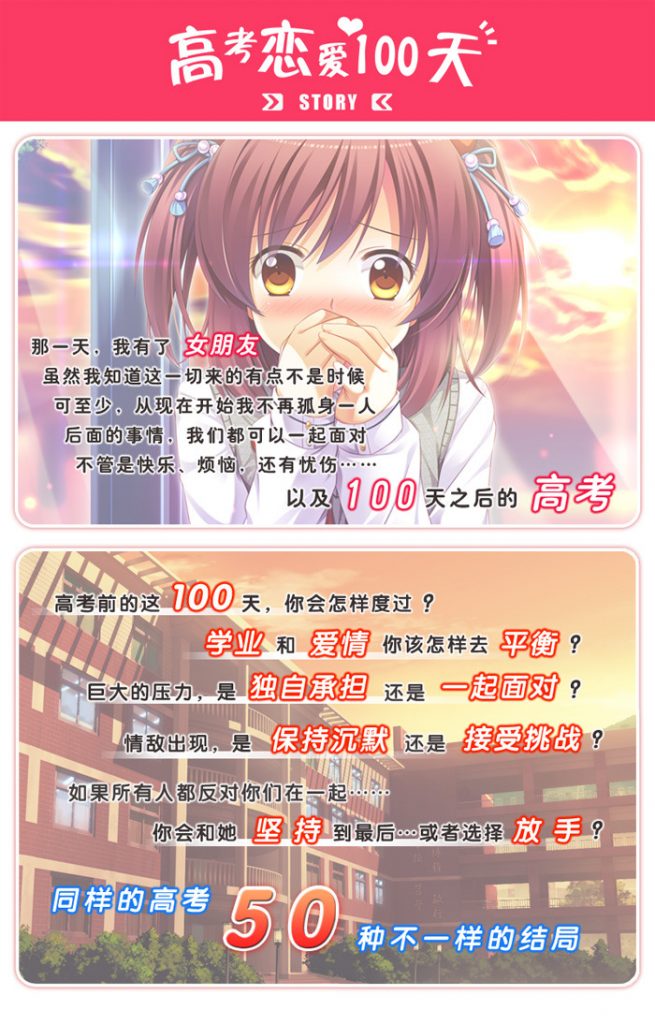 高考恋爱100天
STORY
那一天，我有了 女朋友
虽然我知道这一切来的有点不是时候
可至少，从现在开始我不再孤身一人
后面的事情，我们都可以一起面对
不管是快乐、烦恼，还有忧伤……
以及 100 天之后的 高考
高考前的这 100 天，你会怎样度过？
学业 和 爱情 你该怎样去 平衡？
巨大的压力，是 独自承担 还是 一起面对？
情敌出现，是 保持沉默 还是 接受挑战？
如果所有人都反对你们在一起……
你会和她 坚持 到最后…或者选择 放手？
同样的高考
50
种不一样的结局